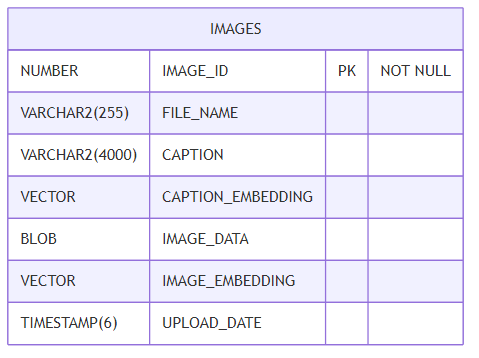 IMAGES
NUMBER IMAGE_ID PK NOT NULL
VARCHAR2(255) FILE_NAME
VARCHAR2(4000) CAPTION
VECTOR CAPTION_EMBEDDING
BLOB IMAGE_DATA
VECTOR IMAGE_EMBEDDING
TIMESTAMP(6) UPLOAD_DATE